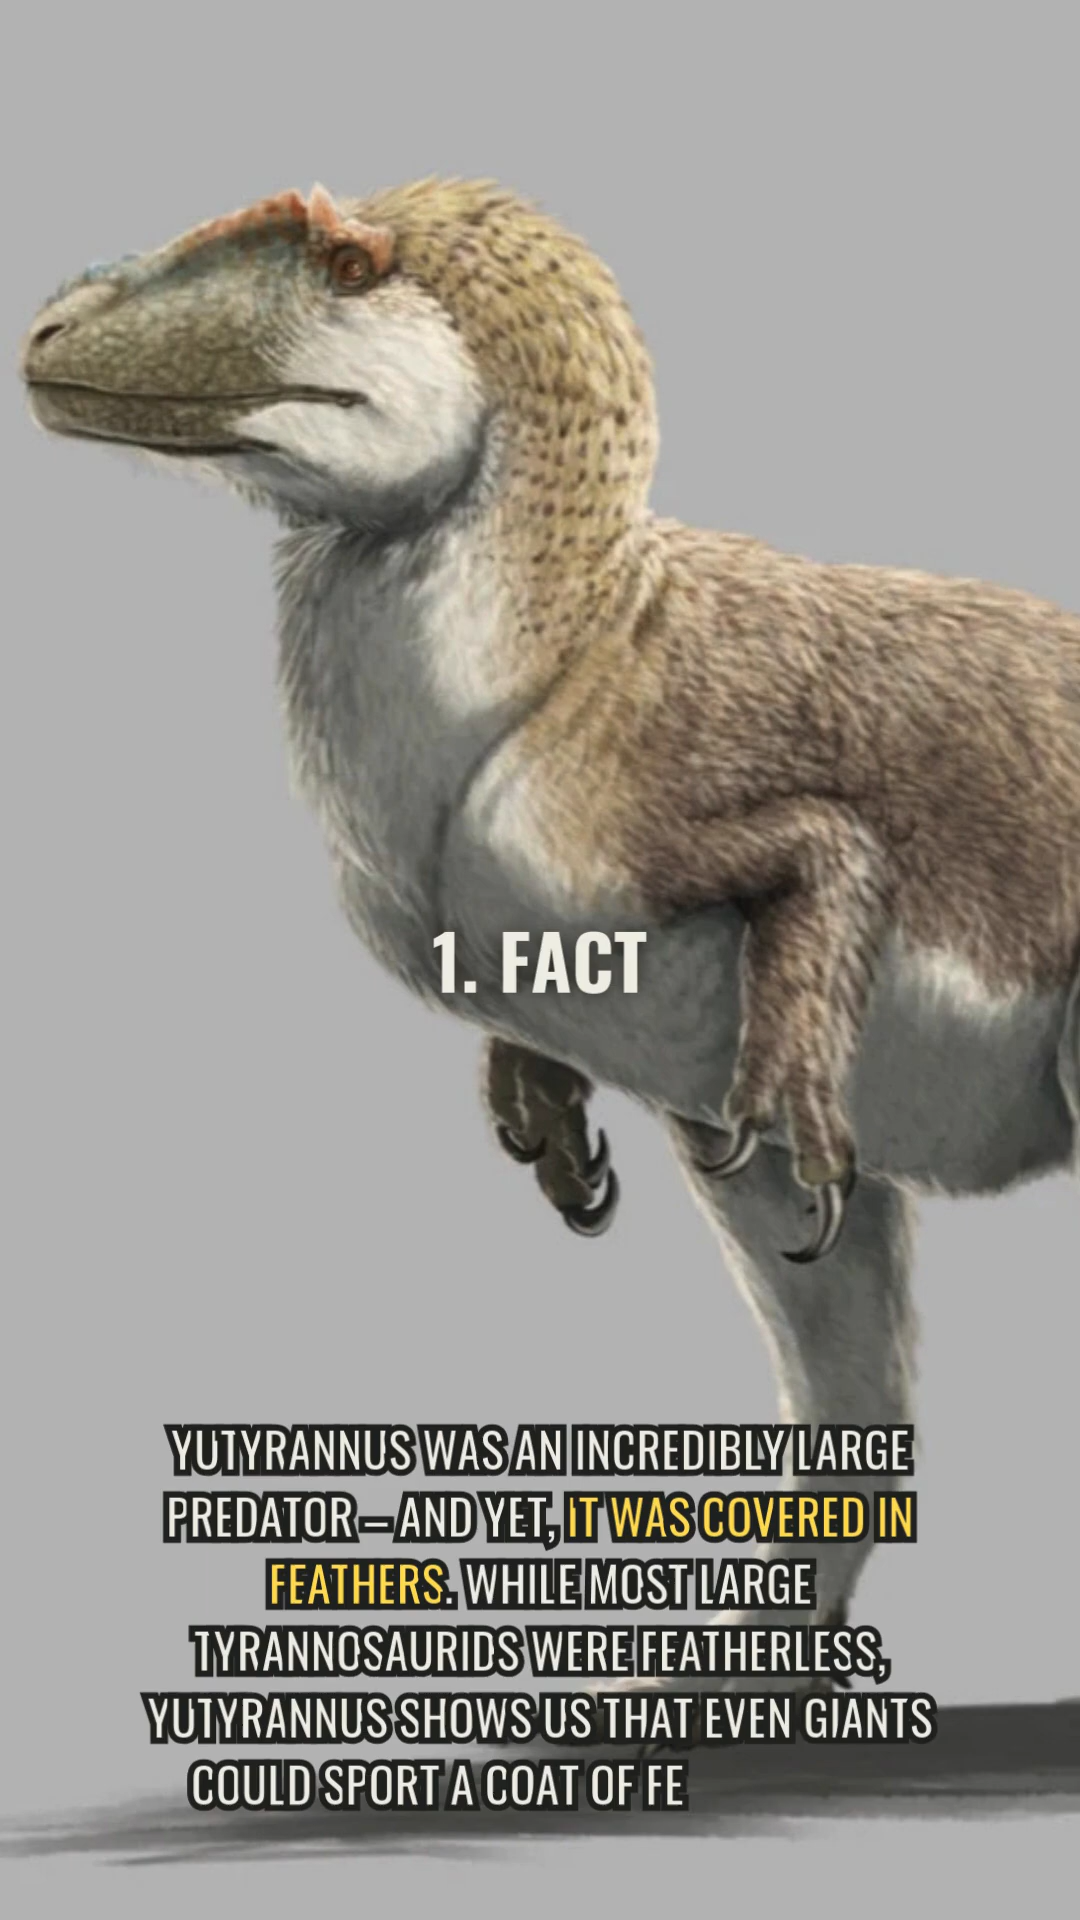 1. FACT
YUTYRANNUS WAS AN INCREDIBLY LARGE
PREDATOR – AND YET, IT WAS COVERED IN
FEATHERS. WHILE MOST LARGE
TYRANNOSAURIDS WERE FEATHERLESS,
YUTYRANNUS SHOWS US THAT EVEN GIANTS
COULD SPORT A COAT OF FE